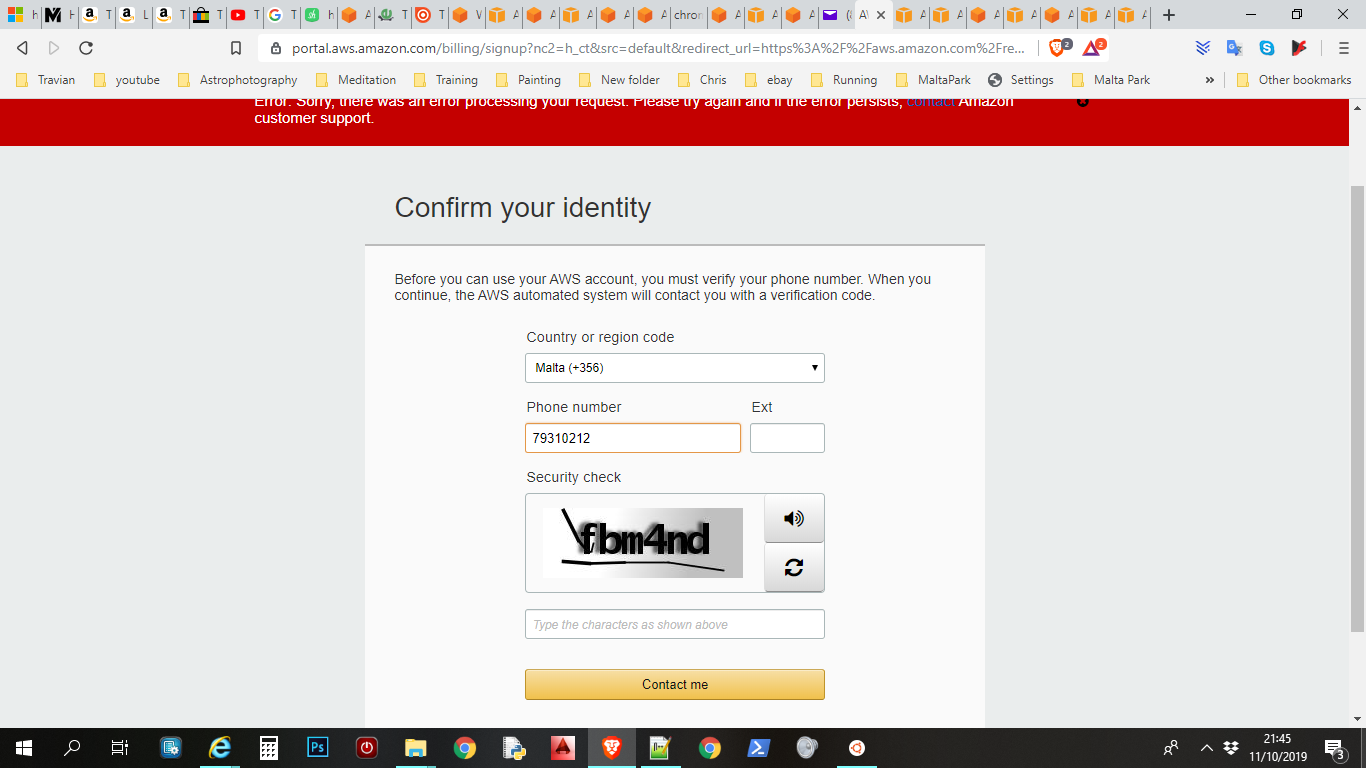 portal.aws.amazon.com/billing/signup?nc2=h_ct&src=default&redirect_url=https%3A%2F%2Faws.amazon.com%2Fre...
2
2
Travian youtube Astrophotography Meditation Training Painting New folder Chris ebay Running MaltaPark Settings Malta Park » Other bookmarks
Error: Sorry, there was an error processing your request. Please try again and if the error persists, contact Amazon
customer support.
Confirm your identity
Before you can use your AWS account, you must verify your phone number. When you
continue, the AWS automated system will contact you with a verification code.
Country or region code
Malta (+356)
Phone number Ext
79310212
Security check
fbm4nd
Type the characters as shown above
Contact me
Ps
21:45
11/10/2019
3